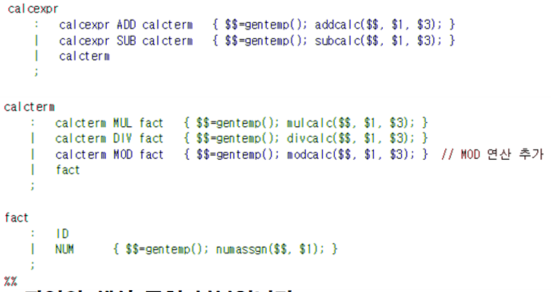 calcexpr
: calcexpr ADD calcterm { $$=gentemp(); addcalc($$, $1, $3); }
| calcexpr SUB calcterm { $$=gentemp(); subcalc($$, $1, $3); }
| calcterm
;
calcterm
: calcterm MUL fact { $$=gentemp(); mulcalc($$, $1, $3); }
| calcterm DIV fact { $$=gentemp(); divcalc($$, $1, $3); }
| calcterm MOD fact { $$=gentemp(); modcalc($$, $1, $3); } // MOD 연산 추가
| fact
;
fact
: ID
| NUM { $$=gentemp(); numassgn($$, $1); }
;
%%